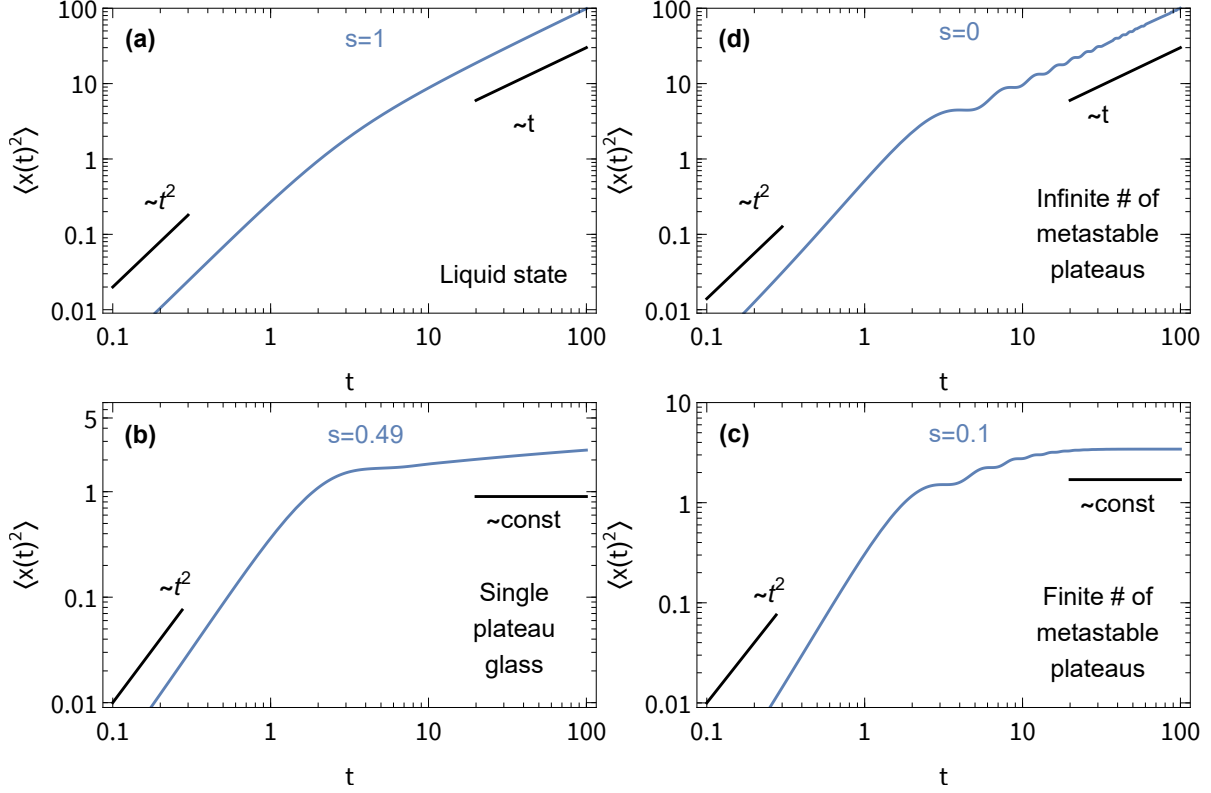 (a)
s=1
100
10
1
0.1
0.01
⟨x(t)²⟩
~t²
~t
Liquid state
0.1
1
10
100
t
(d)
s=0
100
10
1
0.1
0.01
⟨x(t)²⟩
~t²
~t
Infinite # of
metastable
plateaus
0.1
1
10
100
t
(b)
s=0.49
5
1
0.1
0.01
⟨x(t)²⟩
~t²
~const
Single
plateau
glass
0.1
1
10
100
t
(c)
s=0.1
10
1
0.1
0.01
⟨x(t)²⟩
~t²
~const
Finite # of
metastable
plateaus
0.1
1
10
100
t